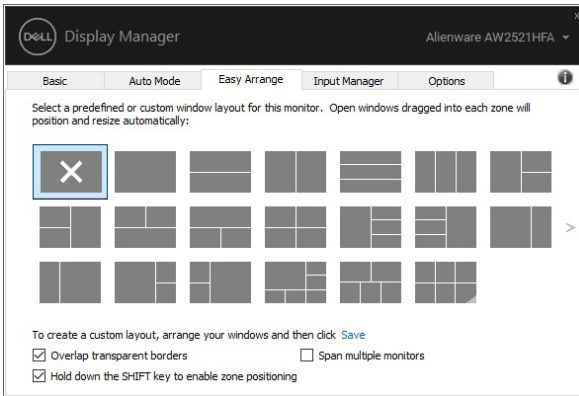 DELL Display Manager
Alienware AW2521HFA
Basic Auto Mode Easy Arrange Input Manager Options
Select a predefined or custom window layout for this monitor. Open windows dragged into each zone will
position and resize automatically:
To create a custom layout, arrange your windows and then click Save
Overlap transparent borders
Span multiple monitors
Hold down the SHIFT key to enable zone positioning